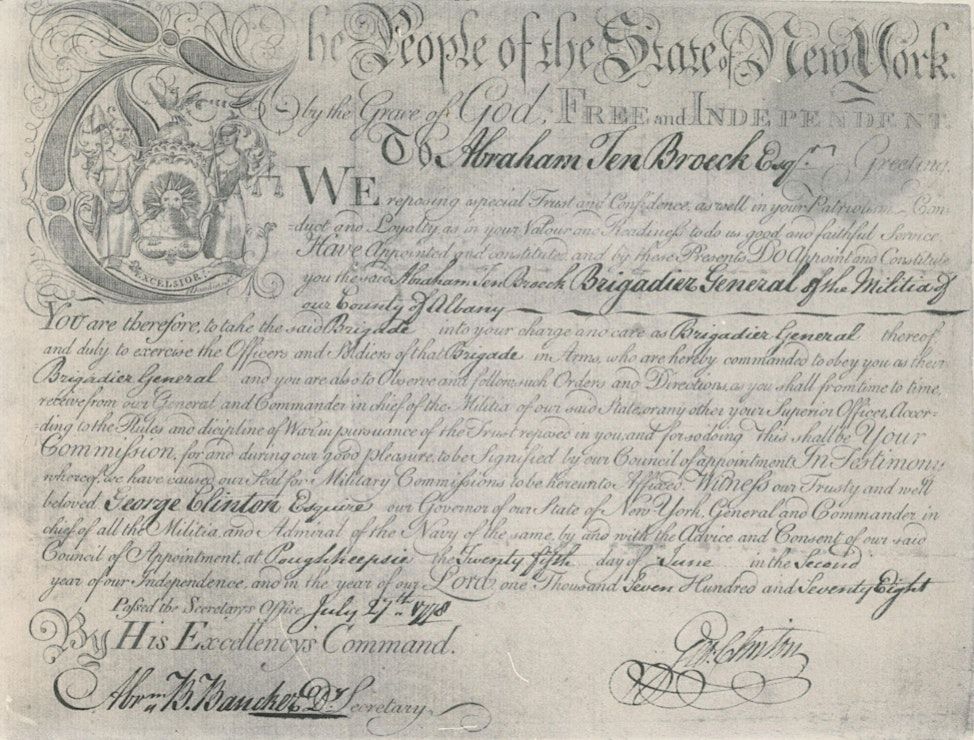 The People of the State of New York.
by the Grave of God, FREE and INDEPENDENT.
To Abraham Ten Broeck Esqr. Greeting,
WE reposing especial Trust and Confidence, as well in your Patriotism Con-
duct and Loyalty as in your Valour and Readiness to do us good and faithful Service,
Have Appointed and constituted, and by these Presents DO Appoint and Constitute
you the said Abraham Ten Broeck Brigadier General of the Militia of
EXCELSIOR
our County of Albany
You are therefore, to take the said Brigade into your charge and care as Brigadier General thereof,
and duly to exercise the Officers and Soldiers of that Brigade in Arms, who are hereby commanded to obey you as their
Brigadier General and you are also to Observe and follow such Orders and Directions, as you shall from time to time,
receive from our General and Commander in chief of the Militia of our said State, or any other your Superior Officer, Accor-
ding to the Rules and dicipline of War, in pursuance of the Trust reposed in you, and for so doing This shall be Your
Commission, for and during our good pleasure, to be Signified by our Council of appointment. In Testimony
whereof, we have caused our Seal for Military Commissions to be hereunto Affixed. Witness our Trusty and well
beloved George Clinton Esquire our Governor of our State of New York, General and Commander in
chief of all the Militia, and Admiral of the Navy of the same, by and with the Advice and Consent of our said
Council of Appointment, at Poughkeepsie the Twenty fifth day of June in the Second
year of our Independence, and in the year of our Lord, one Thousand Seven Hundred and Seventy Eight
Passed the Secretarys Office July 27th 1778
By His Excellencys Command.
Geo. Clinton
Abrm. B. Bancker Dy. Secretary